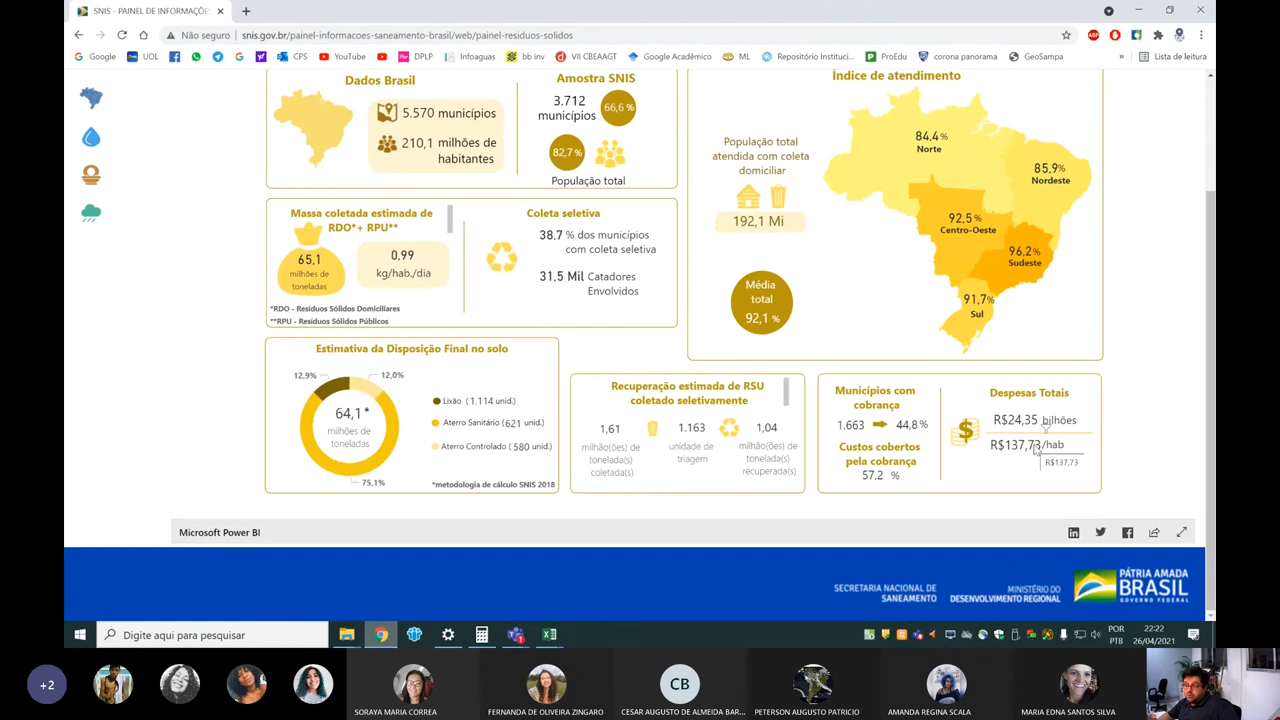 SNIS - PAINEL DE INFORMAÇÕES
Não seguro
snis.gov.br/painel-informacoes-saneamento-brasil/web/painel-residuos-solidos
Google
UOL
CPS
YouTube
DPLP
Infoaguas
bb inv
VII CBEAAGT
Google Acadêmico
ML
Repositório Instituci...
ProEdu
corona panorama
GeoSampa
»
Lista de leitura
Dados Brasil
5.570 municípios
210,1 milhões de
habitantes
Amostra SNIS
3.712
municípios
66,6 %
82,7 %
População total
Índice de atendimento
População total
atendida com coleta
domiciliar
192,1 Mi
Média
total
92,1 %
84,4 %
Norte
85,9%
Nordeste
92,5 %
Centro-Oeste
96,2%
Sudeste
91,7%
Sul
Massa coletada estimada de
RDO*+ RPU**
65,1
milhões de
toneladas
0,99
kg/hab./dia
*RDO - Resíduos Sólidos Domiciliares
**RPU - Resíduos Sólidos Públicos
Coleta seletiva
38.7 % dos municípios
com coleta seletiva
31,5 Mil Catadores
Envolvidos
Estimativa da Disposição Final no solo
12,9%
12,0%
64,1 *
milhões de
toneladas
75,1%
Lixão (1.114 unid.)
Aterro Sanitário (621 unid.)
Aterro Controlado ( 580 unid.)
*metodologia de cálculo SNIS 2018
Recuperação estimada de RSU
coletado seletivamente
1,61
milhão(ões) de
tonelada(s)
coletada(s)
1.163
unidade de
triagem
1,04
milhão(ões) de
tonelada(s)
recuperada(s)
Municípios com
cobrança
1.663 44,8 %
Custos cobertos
pela cobrança
57,2 %
Despesas Totais
R$24,35 bilhões
R$137,73/hab
R$137,73
Microsoft Power BI
SECRETARIA NACIONAL DE
SANEAMENTO
MINISTÉRIO DO
DESENVOLVIMENTO REGIONAL
PÁTRIA AMADA
BRASIL
GOVERNO FEDERAL
Digite aqui para pesquisar
POR
PTB
22:22
26/04/2021
+2
SORAYA MARIA CORREA
FERNANDA DE OLIVEIRA ZINGARO
CB
CESAR AUGUSTO DE ALMEIDA BAR...
PETERSON AUGUSTO PATRICIO
AMANDA REGINA SCALA
MARIA EDNA SANTOS SILVA